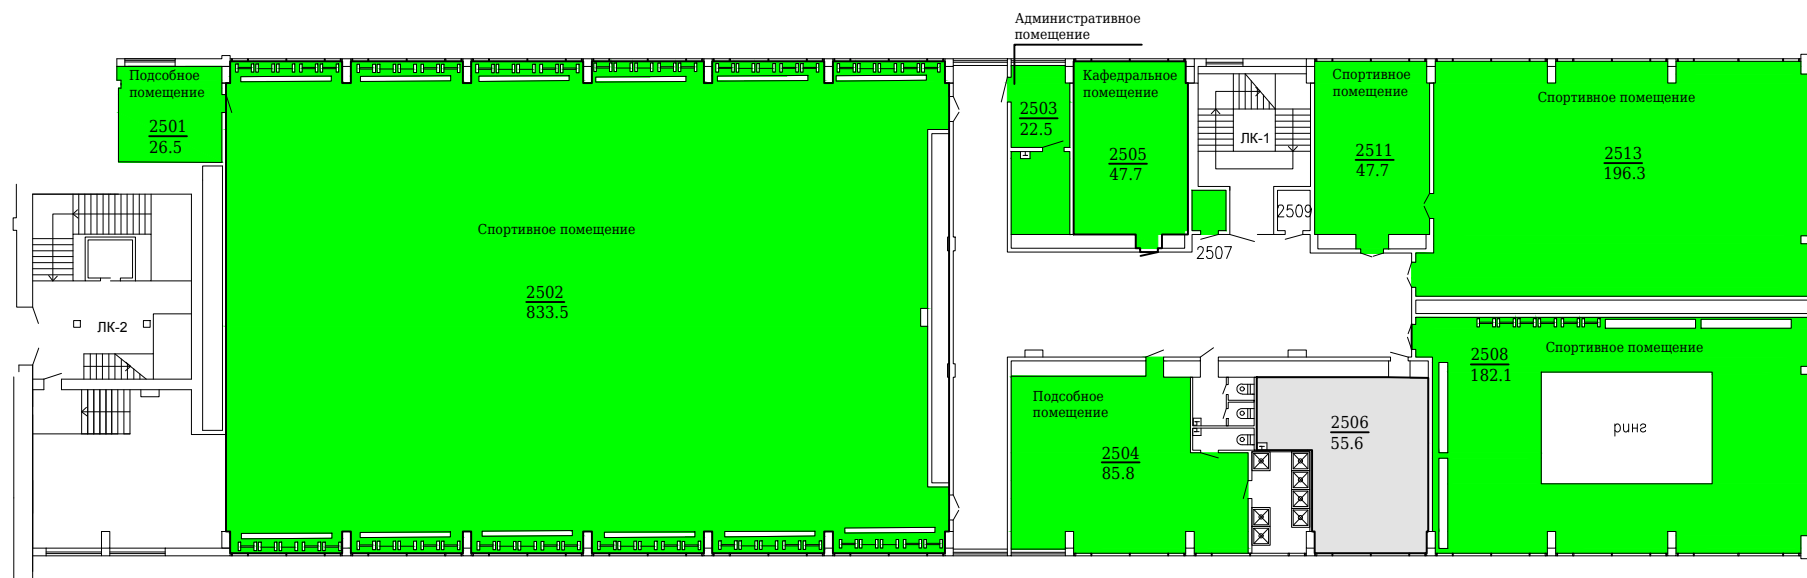 Административное
помещение
Подсобное
помещение
2501
26.5
Спортивное помещение
2502
833.5
2503
22.5
Кафедральное
помещение
2505
47.7
ЛК-1
Спортивное
помещение
2511
47.7
Спортивное помещение
2513
196.3
2509
2507
ЛК-2
Подсобное
помещение
2504
85.8
2506
55.6
2508
182.1
Спортивное помещение
ринг